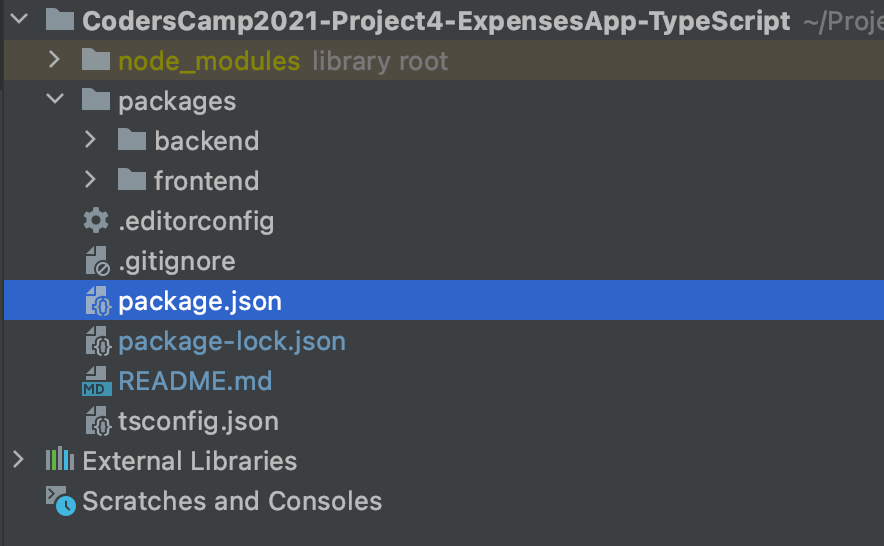 CodersCamp2021-Project4-ExpensesApp-TypeScript ~/Proje
node_modules library root
packages
backend
frontend
.editorconfig
.gitignore
package.json
package-lock.json
MD README.md
tsconfig.json
External Libraries
Scratches and Consoles